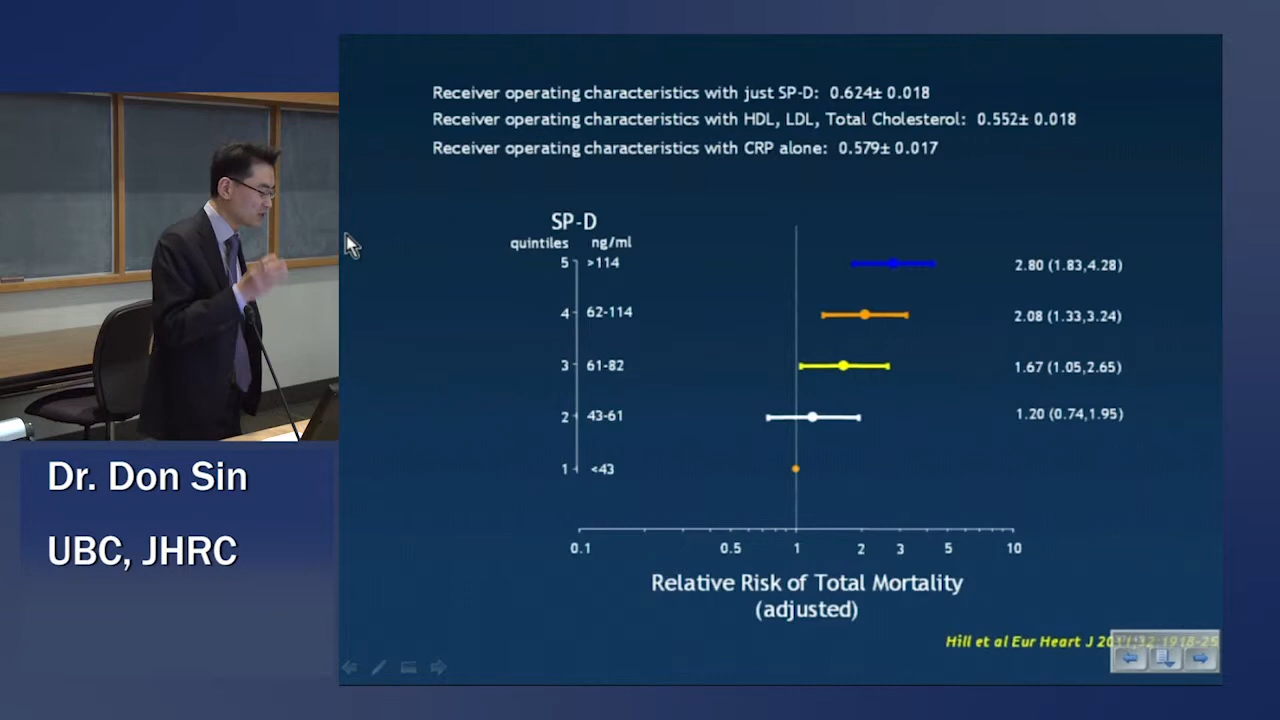 Receiver operating characteristics with just SP-D: 0.624± 0.018
Receiver operating characteristics with HDL, LDL, Total Cholesterol: 0.552± 0.018
Receiver operating characteristics with CRP alone: 0.579± 0.017
SP-D
quintiles ng/ml
5 >114 2.80 (1.83,4.28)
4 62-114 2.08 (1.33,3.24)
3 61-82 1.67 (1.05,2.65)
2 43-61 1.20 (0.74,1.95)
1 <43
0.1 0.5 1 2 3 5 10
Relative Risk of Total Mortality
(adjusted)
Hill et al Eur Heart J 2011;32:1918-25
Dr. Don Sin
UBC, JHRC